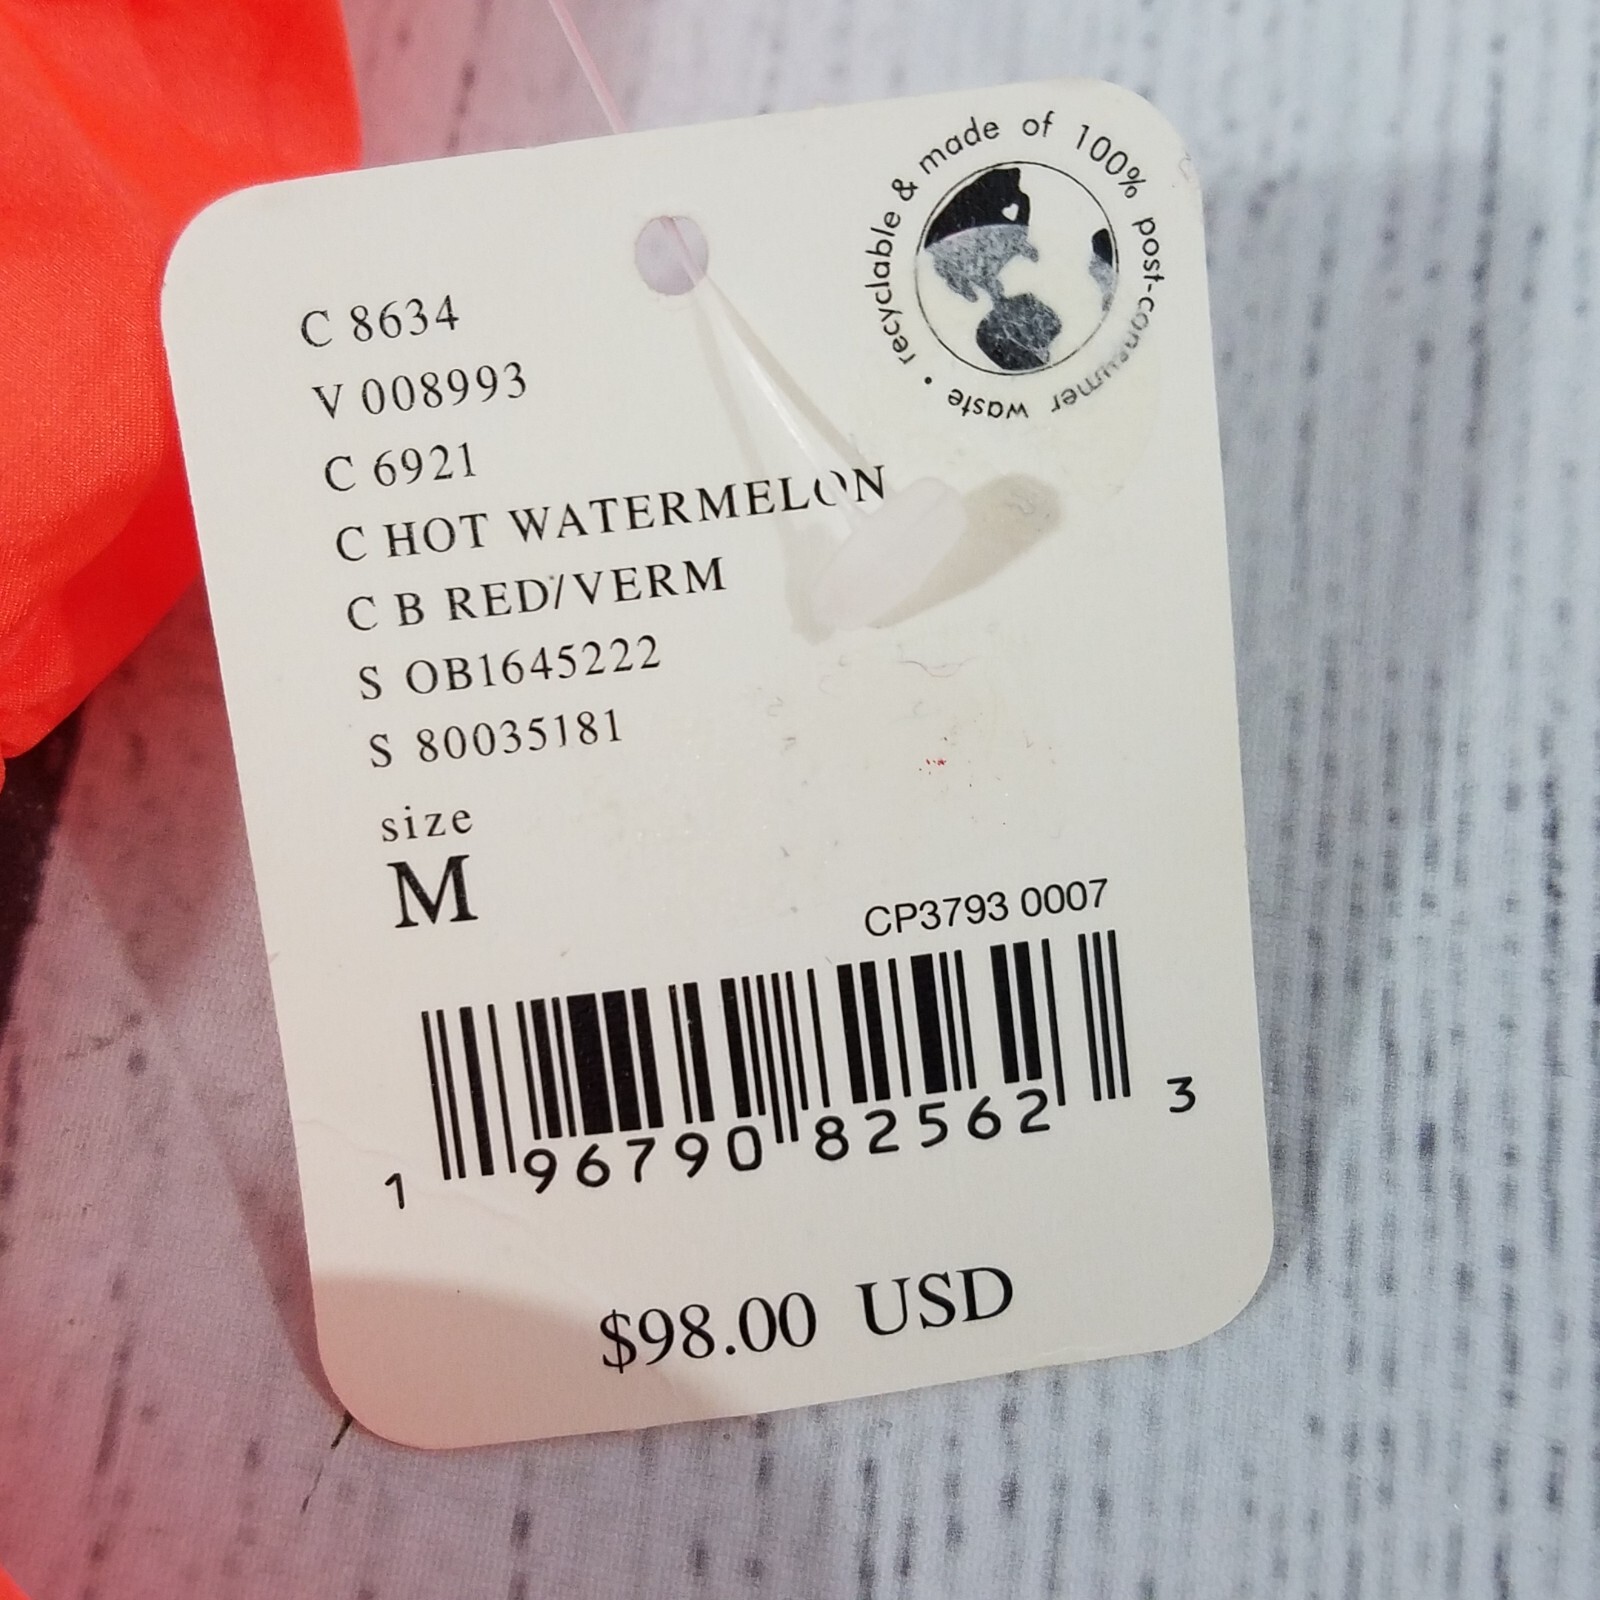 recyclable & made of 100% post-consumer waste •
C 8634
V 008993
C 6921
C HOT WATERMELON
C B RED/VERM
S OB1645222
S 80035181
size
M
CP3793 0007
1 96790 82562 3
$98.00 USD